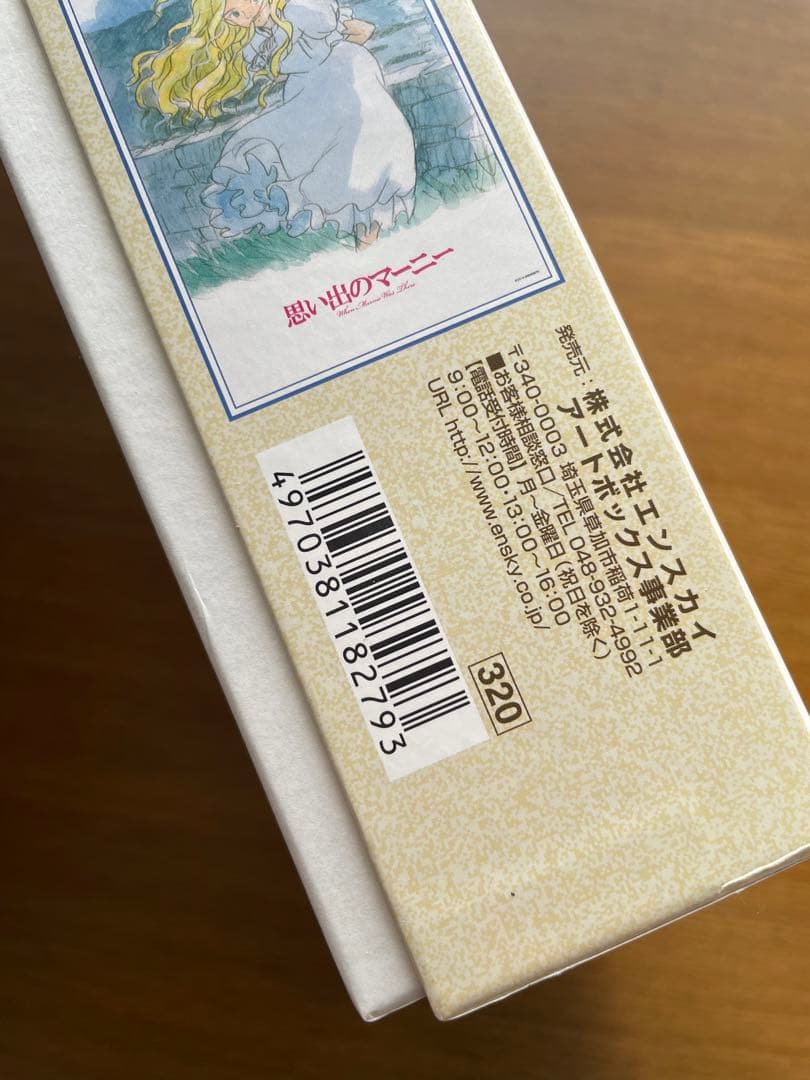 思い出のマーニー
When Marnie Was There
発売元：株式会社エンスカイ
アートボックス事業部
〒340-0003 埼玉県草加市稲荷1-11-1
■お客様相談窓口／TEL 048-932-4992
【電話受付時間】月〜金曜日（祝日を除く）
9:00〜12:00・13:00〜16:00
URL http://www.ensky.co.jp/
4970381182793
320